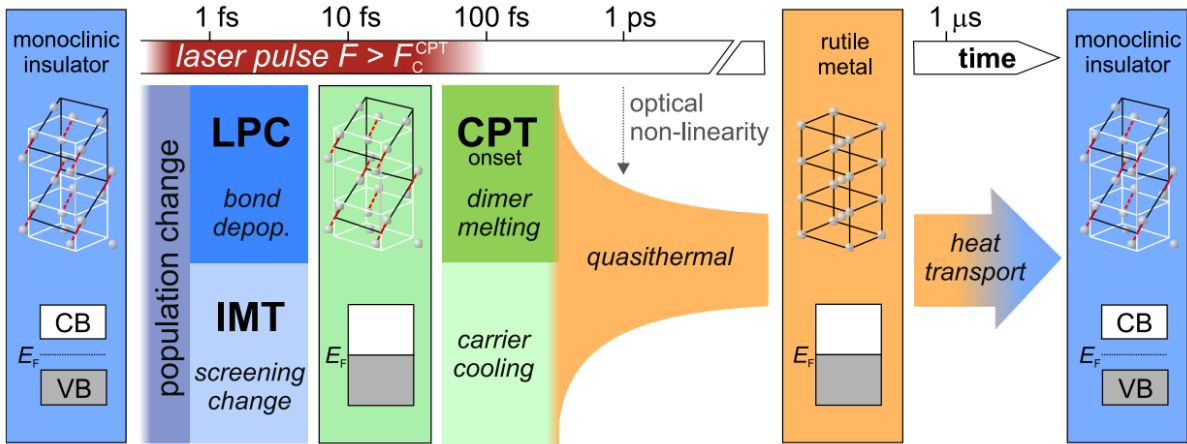 1 fs
10 fs
100 fs
1 ps
1 μs
monoclinic
insulator
laser pulse F > F_C^CPT
rutile
metal
time
monoclinic
insulator
population change
LPC
bond
depop.
IMT
screening
change
CPT
onset
dimer
melting
carrier
cooling
optical
non-linearity
quasithermal
heat
transport
CB
E_F
VB
E_F
E_F
CB
E_F
VB